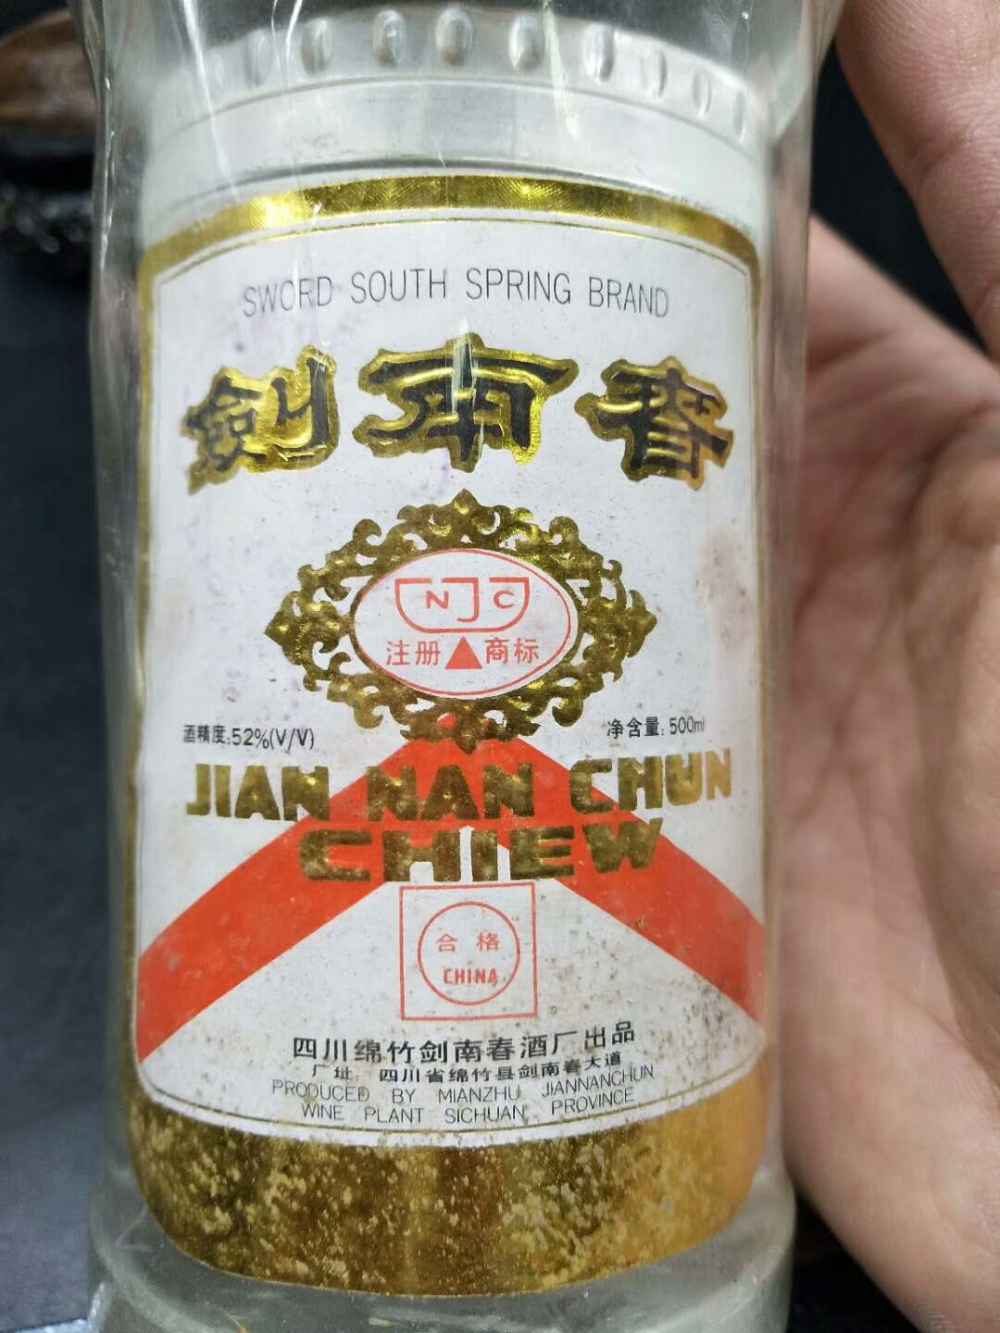 SWORD SOUTH SPRING BRAND
劍南春
NJC
注册 商标
酒精度:52%(V/V)
净含量: 500ml
JIAN NAN CHUN
CHIEW
合格
CHINA
四川绵竹剑南春酒厂出品
厂址: 四川省绵竹县剑南春大道
PRODUCED BY MIANZHU JIANNANCHUN
WINE PLANT SICHUAN PROVINCE